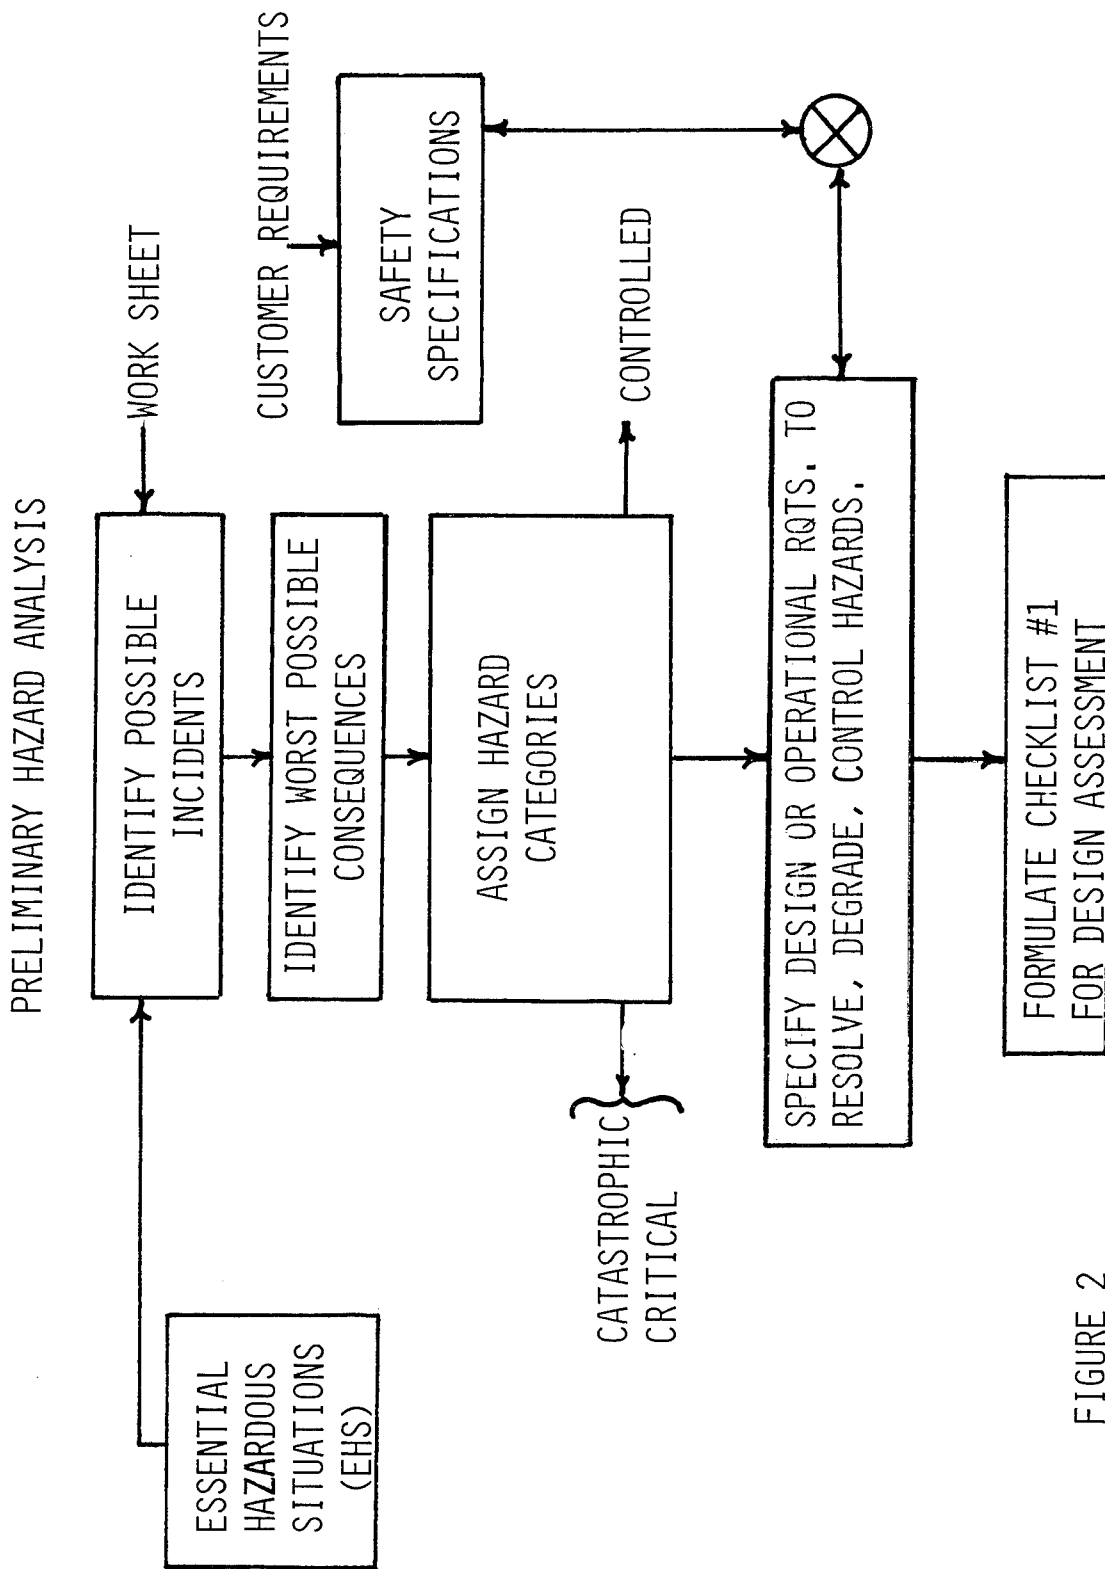 PRELIMINARY HAZARD ANALYSIS
ESSENTIAL
HAZARDOUS
SITUATIONS
(EHS)
IDENTIFY POSSIBLE
INCIDENTS
WORK SHEET
IDENTIFY WORST POSSIBLE
CONSEQUENCES
CUSTOMER REQUIREMENTS
SAFETY
SPECIFICATIONS
ASSIGN HAZARD
CATEGORIES
CATASTROPHIC
CRITICAL
CONTROLLED
SPECIFY DESIGN OR OPERATIONAL RQTS. TO
RESOLVE, DEGRADE, CONTROL HAZARDS.
FORMULATE CHECKLIST #1
FOR DESIGN ASSESSMENT
FIGURE 2